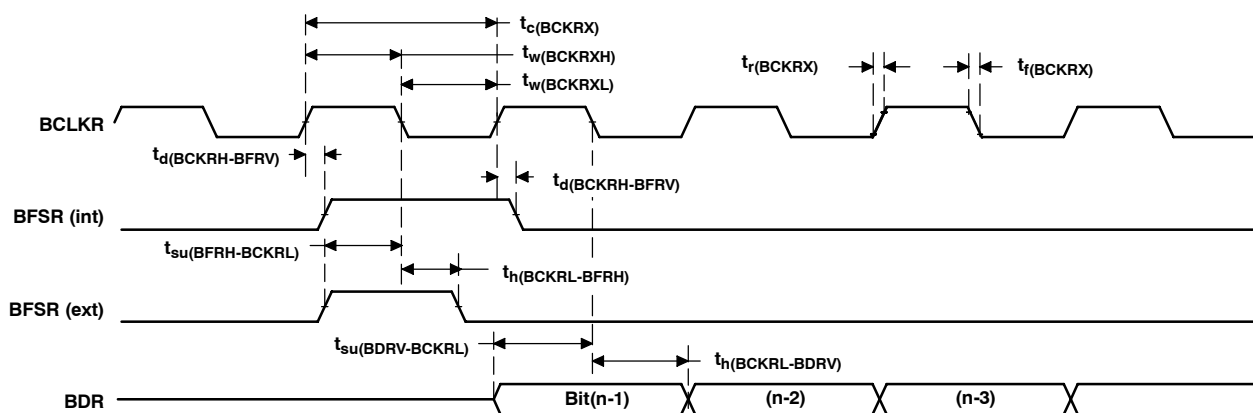 tc(BCKRX)
tw(BCKRXH)
tw(BCKRXL)
tr(BCKRX)
tf(BCKRX)
BCLKR
td(BCKRH-BFRV)
td(BCKRH-BFRV)
BFSR (int)
tsu(BFRH-BCKRL)
th(BCKRL-BFRH)
BFSR (ext)
tsu(BDRV-BCKRL)
th(BCKRL-BDRV)
BDR
Bit(n-1)
(n-2)
(n-3)